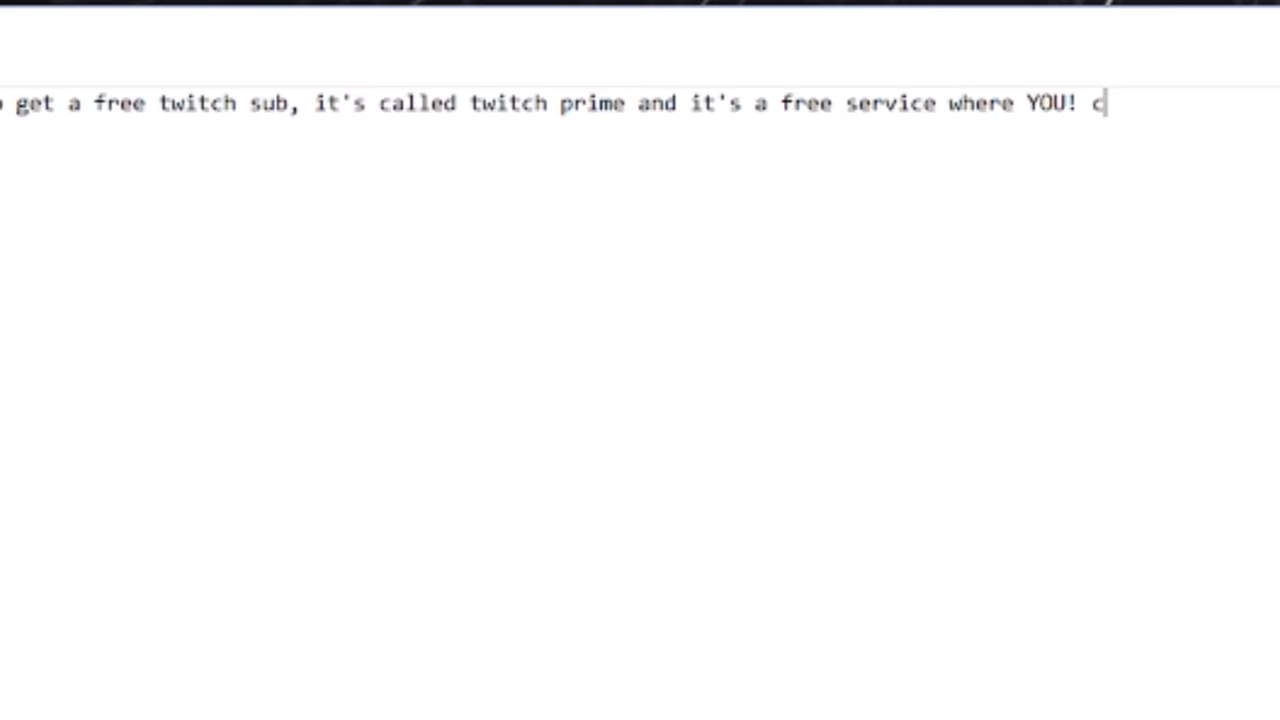 get a free twitch sub, it's called twitch prime and it's a free service where YOU! c